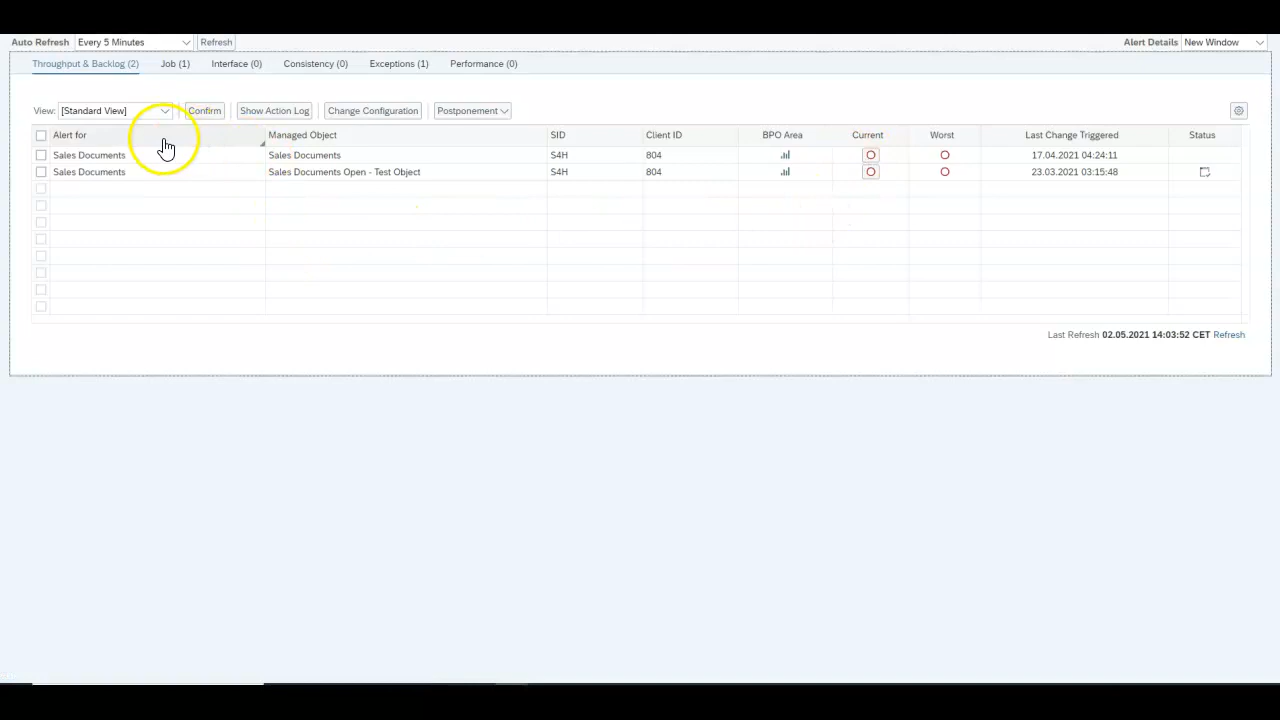 Auto Refresh Every 5 Minutes Refresh Alert Details New Window
Throughput & Backlog (2) Job (1) Interface (0) Consistency (0) Exceptions (1) Performance (0)
View: [Standard View] Confirm Show Action Log Change Configuration Postponement
Alert for Managed Object SID Client ID BPO Area Current Worst Last Change Triggered Status
Sales Documents Sales Documents S4H 804 17.04.2021 04:24:11
Sales Documents Sales Documents Open - Test Object S4H 804 23.03.2021 03:15:48
Last Refresh 02.05.2021 14:03:52 CET Refresh